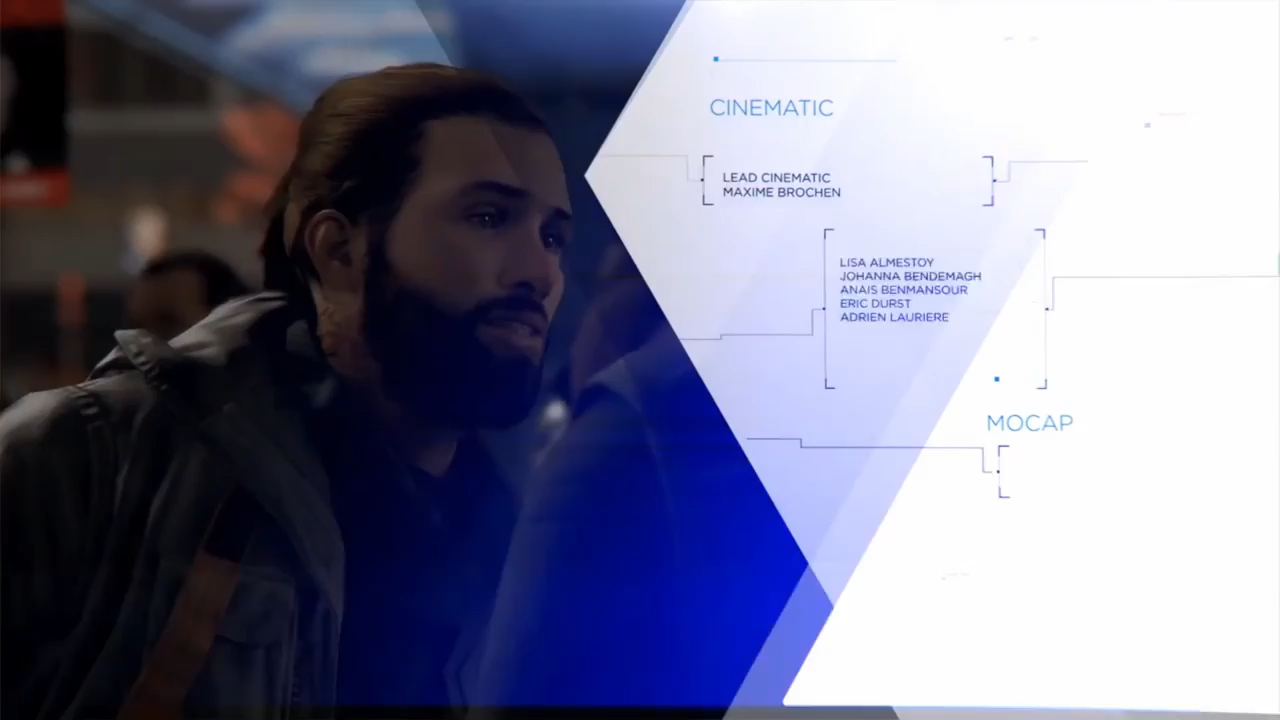 CINEMATIC
LEAD CINEMATIC
MAXIME BROCHEN
LISA ALMESTOY
JOHANNA BENDEMAGH
ANAIS BENMANSOUR
ERIC DURST
ADRIEN LAURIERE
MOCAP